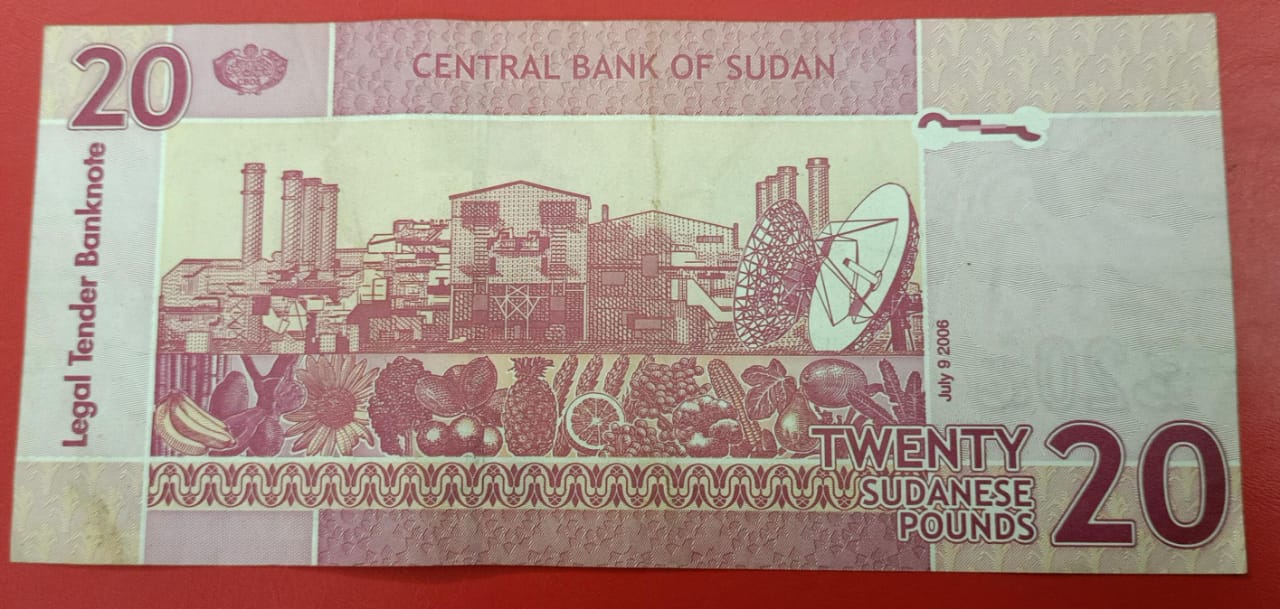 20
CENTRAL BANK OF SUDAN
Legal Tender Banknote
July 9 2006
TWENTY
SUDANESE
POUNDS
20